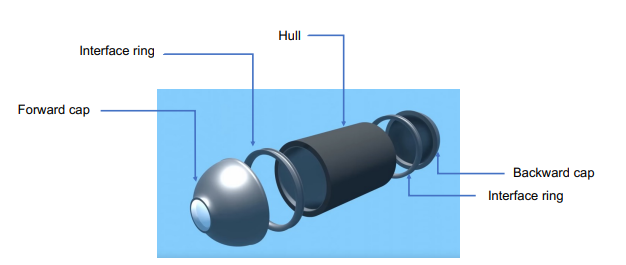 Hull
Interface ring
Forward cap
Backward cap
Interface ring